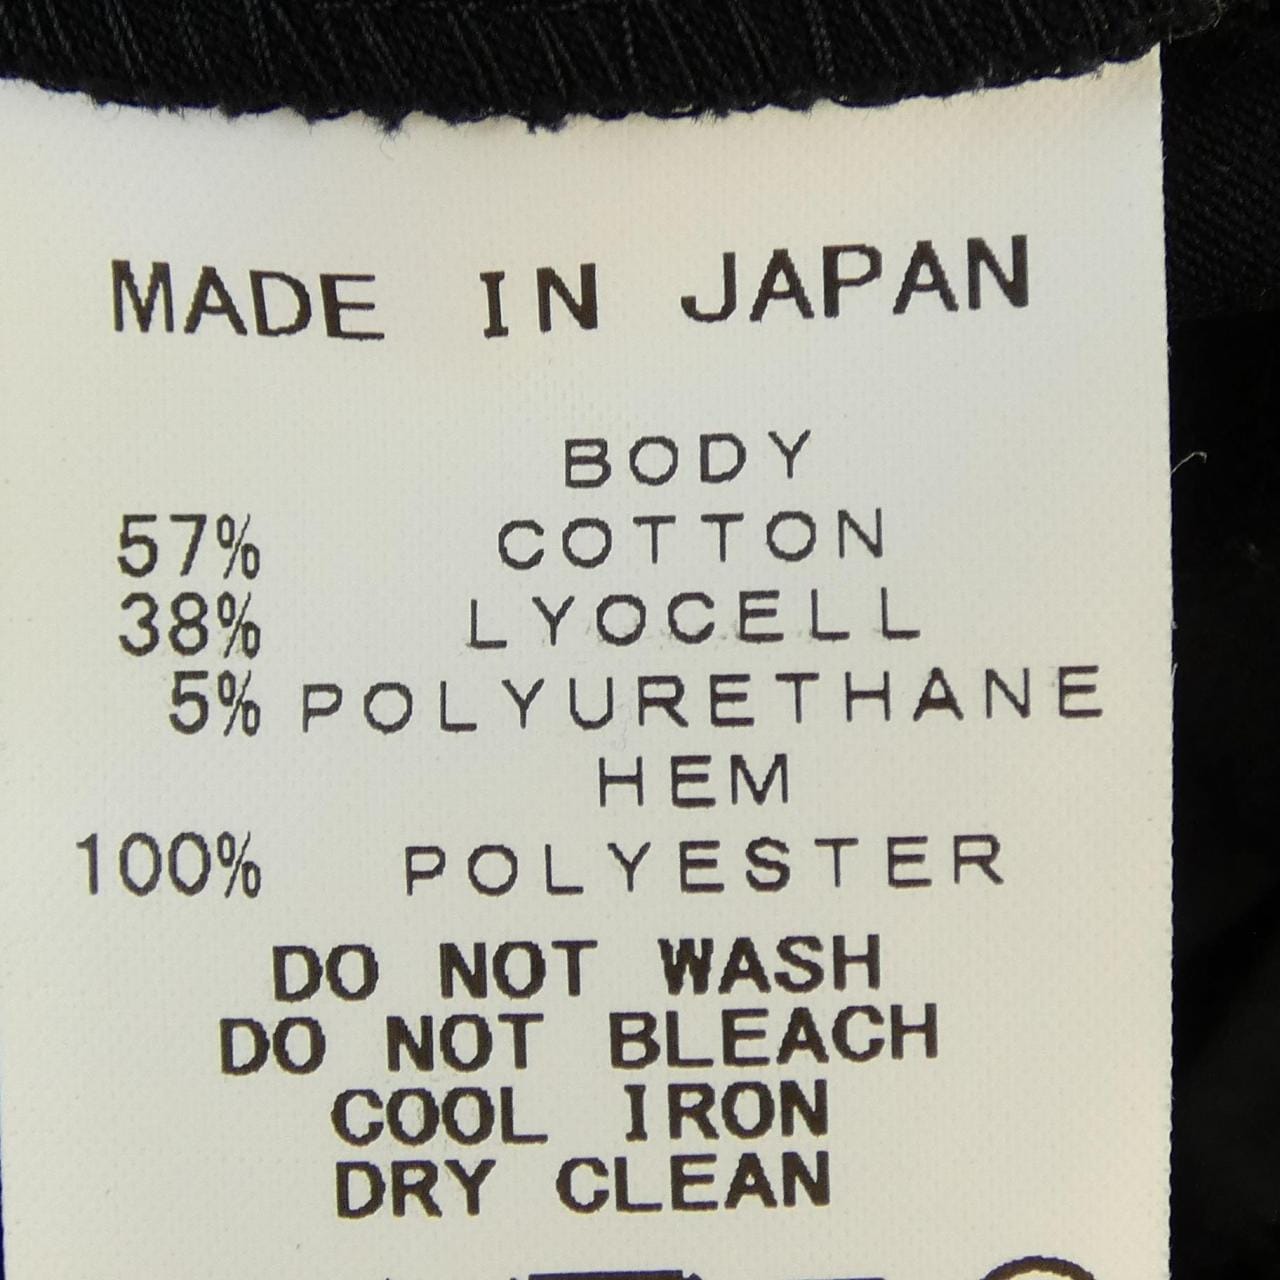 MADE IN JAPAN
BODY
57% COTTON
38% LYOCELL
5% POLYURETHANE
HEM
100% POLYESTER
DO NOT WASH
DO NOT BLEACH
COOL IRON
DRY CLEAN